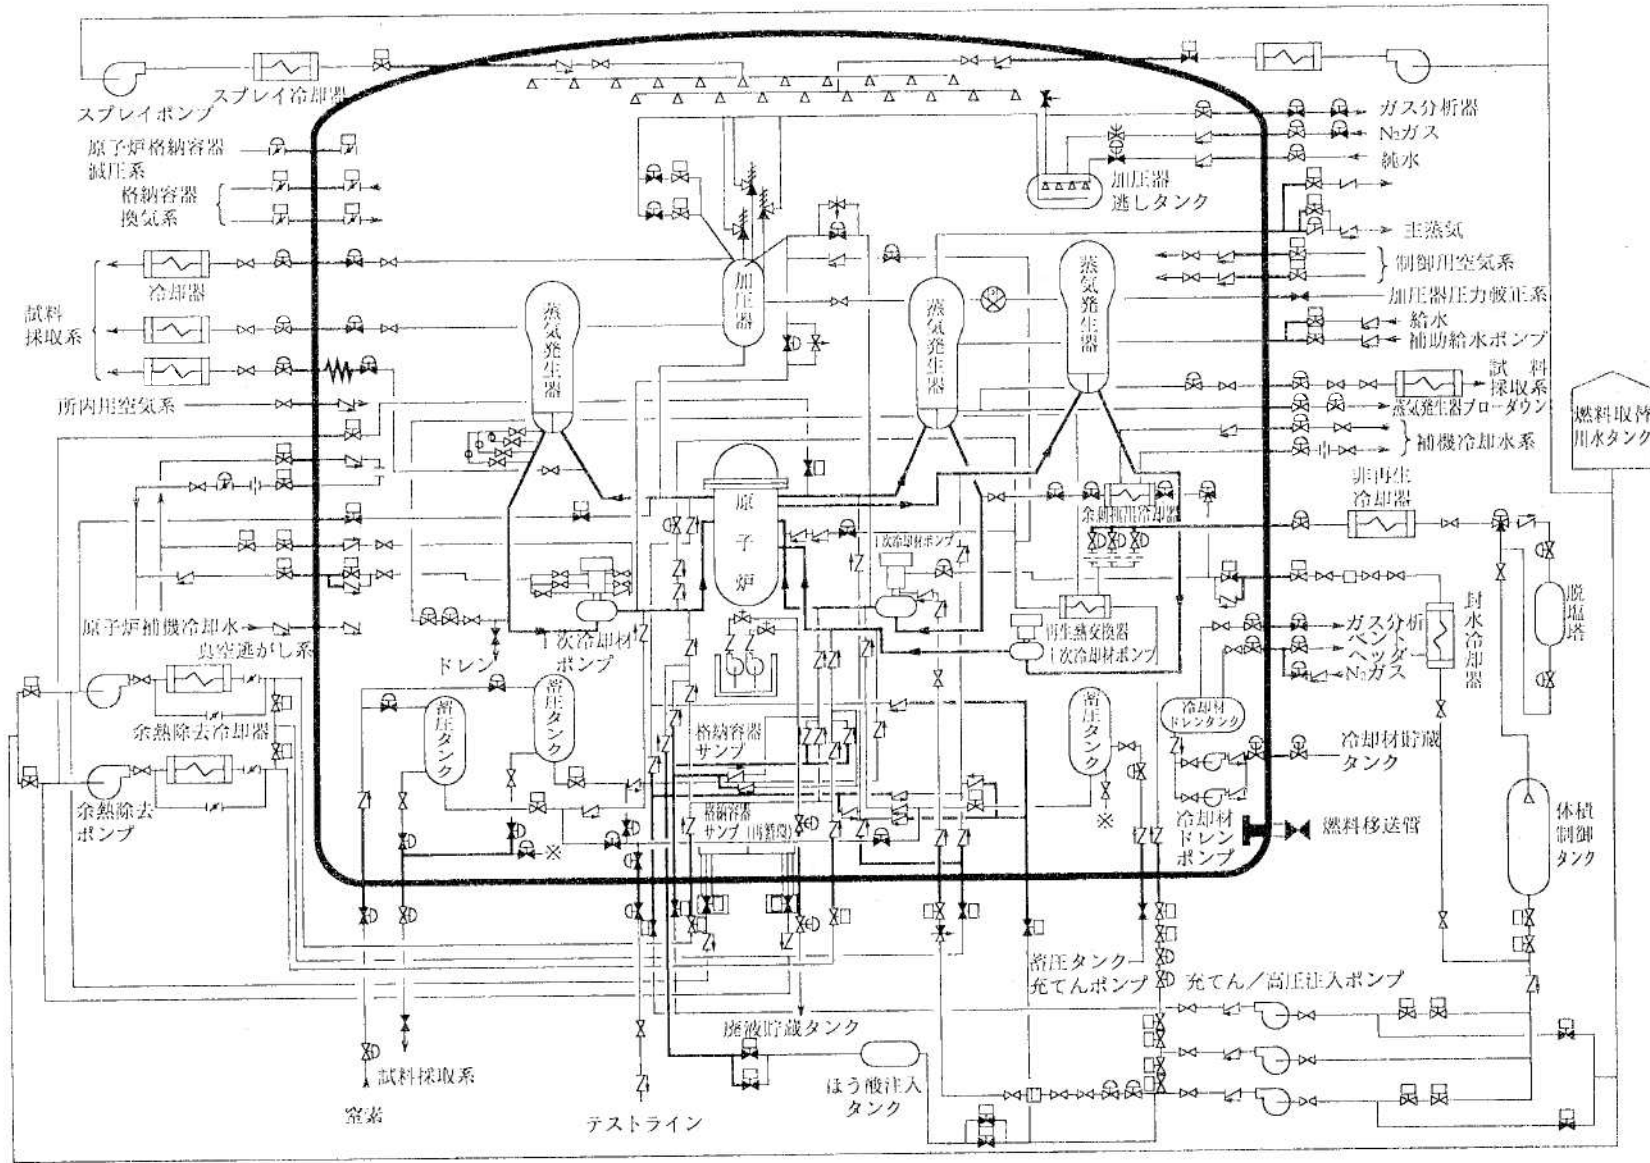 スプレイポンプ
スプレイ冷却器
原子炉格納容器
減圧系
格納容器
換気系
冷却器
試料
採取系
所内用空気系
原子炉補機冷却水
真空逃がし系
余熱除去冷却器
余熱除去
ポンプ
加圧器
蒸気発生器
蒸気発生器
蒸気発生器
原子炉
加圧器
逃しタンク
ガス分析器
N₂ガス
純水
主蒸気
制御用空気系
給水
補助給水ポンプ
試料
採取系
蒸気発生器ブローダウン
補機冷却水系
燃料取替
用水タンク
非再生
冷却器
余剰抽出冷却器
1次冷却材ポンプ
再生熱交換器
1次冷却材ポンプ
1次冷却材
ポンプ
ドレン
封水冷却器
脱塩塔
ガス分析
ベント
ヘッダ
N₂ガス
冷却材
ドレンタンク
冷却材貯蔵
タンク
冷却材
ドレン
ポンプ
燃料移送管
体積
制御
タンク
蓄圧タンク
蓄圧タンク
蓄圧タンク
※
※
格納容器
サンプ
格納容器
サンプ(再循環)
蓄圧タンク
充てんポンプ
充てん/高圧注入ポンプ
廃液貯蔵タンク
ほう酸注入
タンク
試料採取系
窒素
テストライン